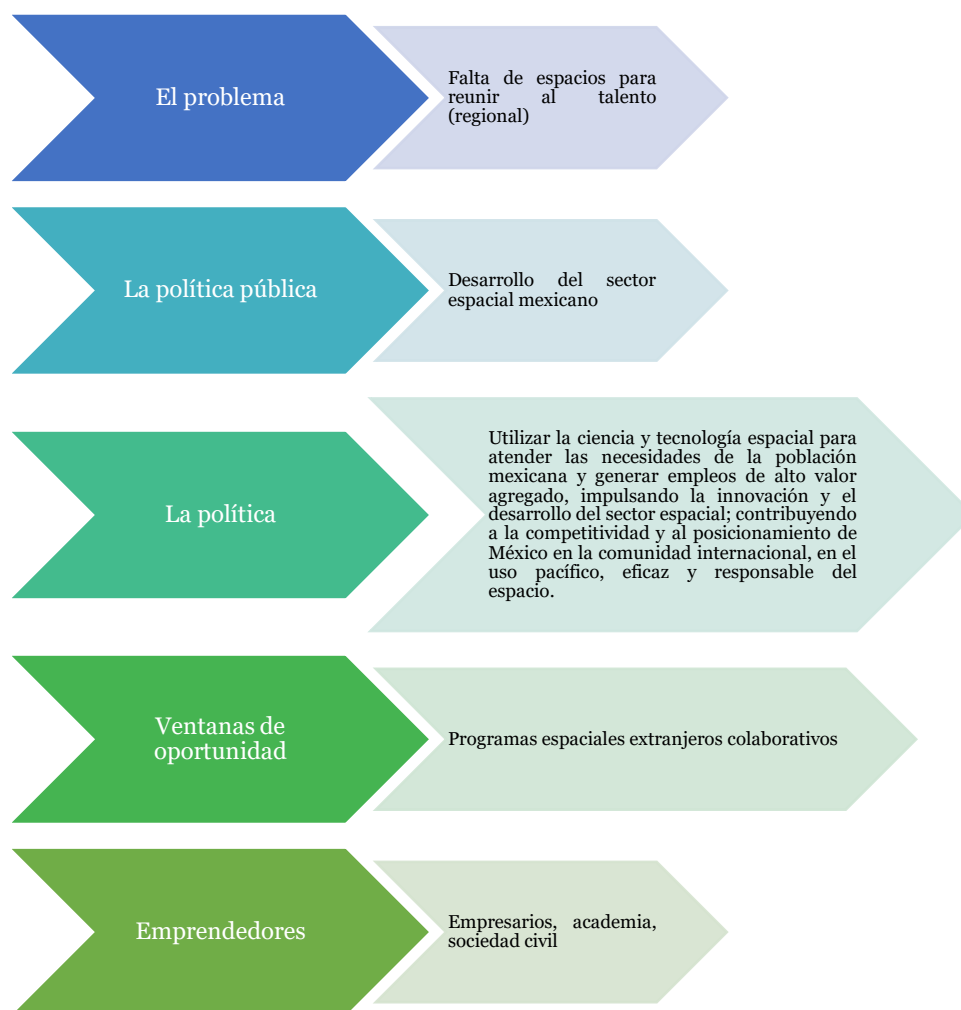 El problema
Falta de espacios para
reunir al talento
(regional)
La política pública
Desarrollo del sector
espacial mexicano
La política
Utilizar la ciencia y tecnología espacial para
atender las necesidades de la población
mexicana y generar empleos de alto valor
agregado, impulsando la innovación y el
desarrollo del sector espacial; contribuyendo
a la competitividad y al posicionamiento de
México en la comunidad internacional, en el
uso pacífico, eficaz y responsable del
espacio.
Ventanas de
oportunidad
Programas espaciales extranjeros colaborativos
Emprendedores
Empresarios, academia,
sociedad civil